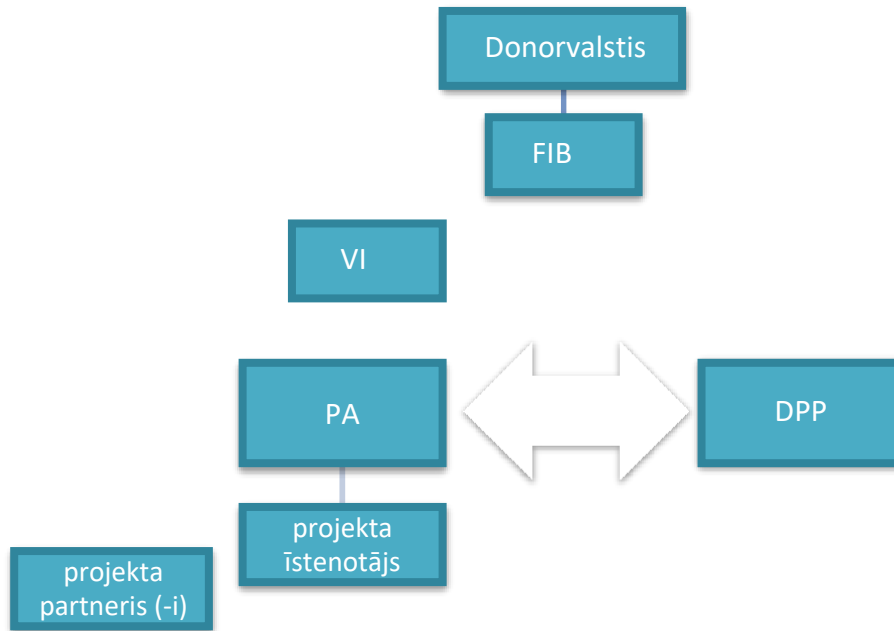 Donorvalstis
FIB
VI
PA
DPP
projekta
īstenotājs
projekta
partneris (-i)